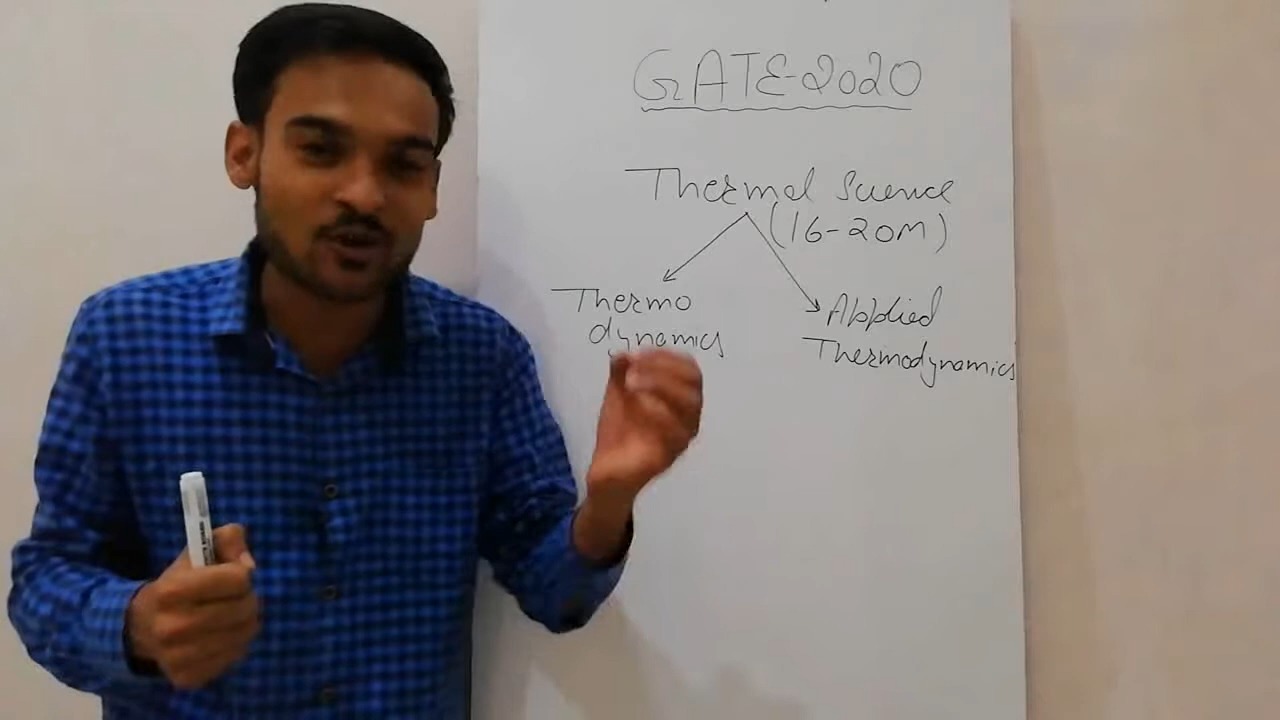 GATE-2020
Thermal Science
(16-20M)
Thermo
dynamics
Applied
Thermodynamics